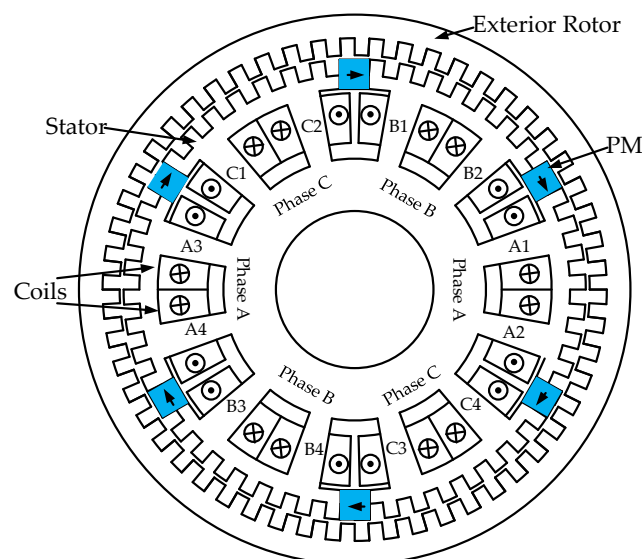 Exterior Rotor
Stator
PM
C2
B1
C1
B2
Phase C
Phase B
A3
A1
Coils
Phase A
Phase A
A4
A2
Phase B
Phase C
B3
C4
B4
C3